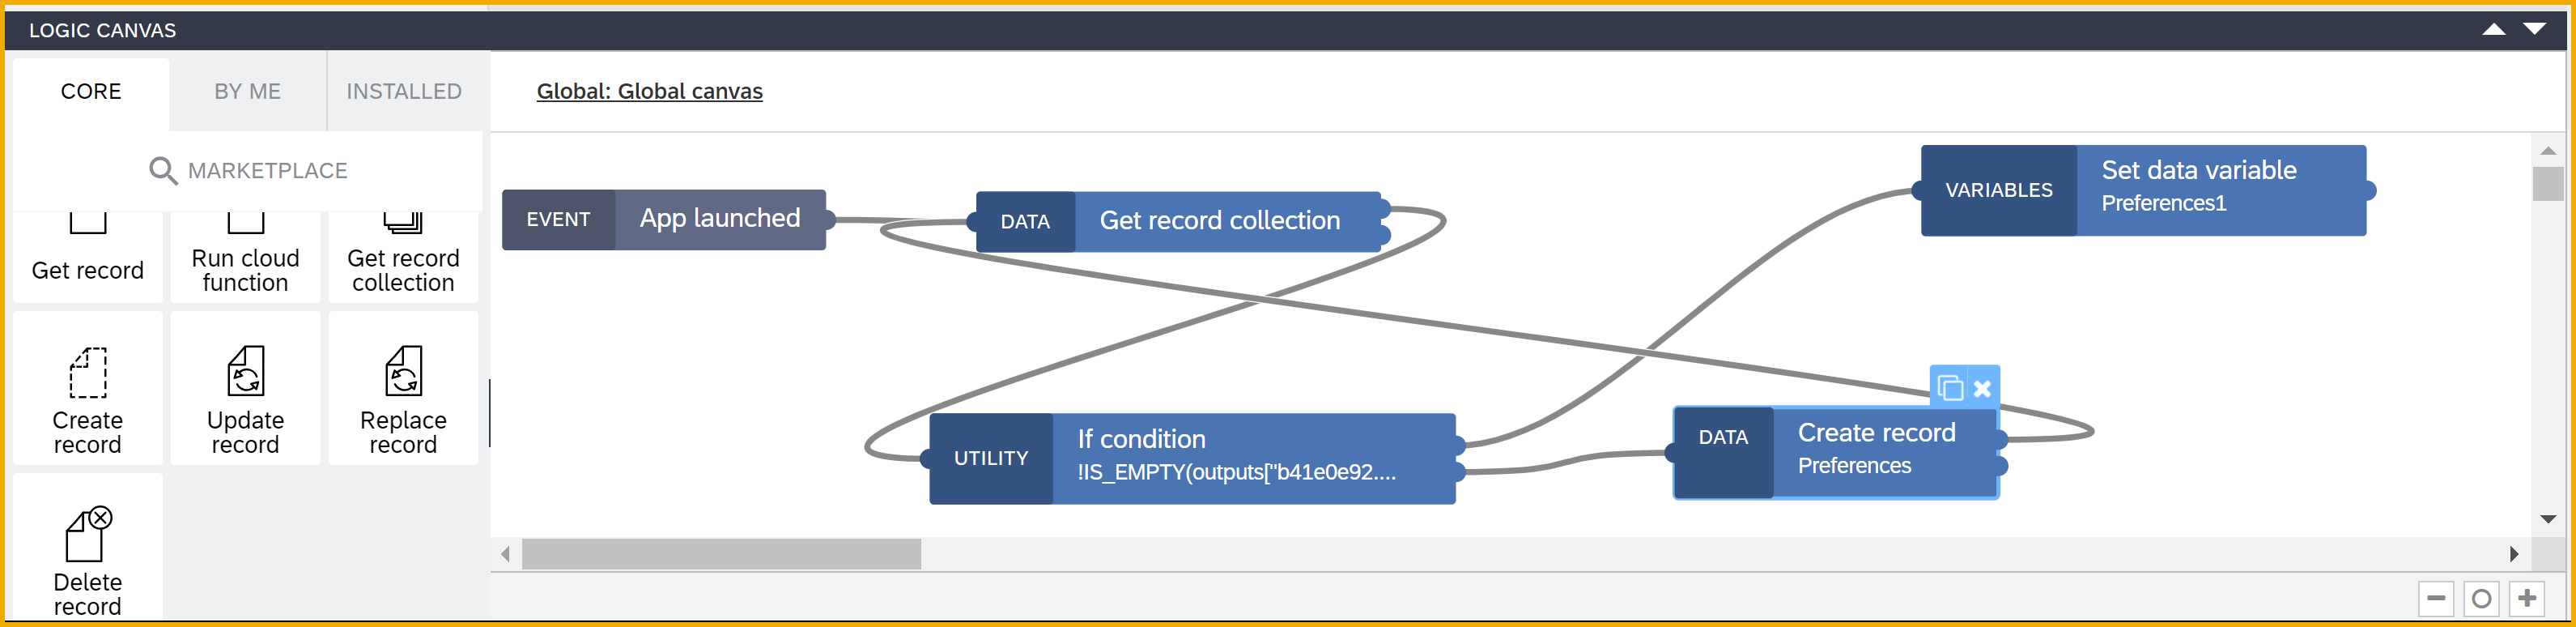 LOGIC CANVAS
CORE
BY ME
INSTALLED
MARKETPLACE
Get record
Run cloud
function
Get record
collection
Create
record
Update
record
Replace
record
Delete
record
Global: Global canvas
EVENT
App launched
DATA
Get record collection
VARIABLES
Set data variable
Preferences1
UTILITY
If condition
!IS_EMPTY(outputs["b41e0e92....
DATA
Create record
Preferences